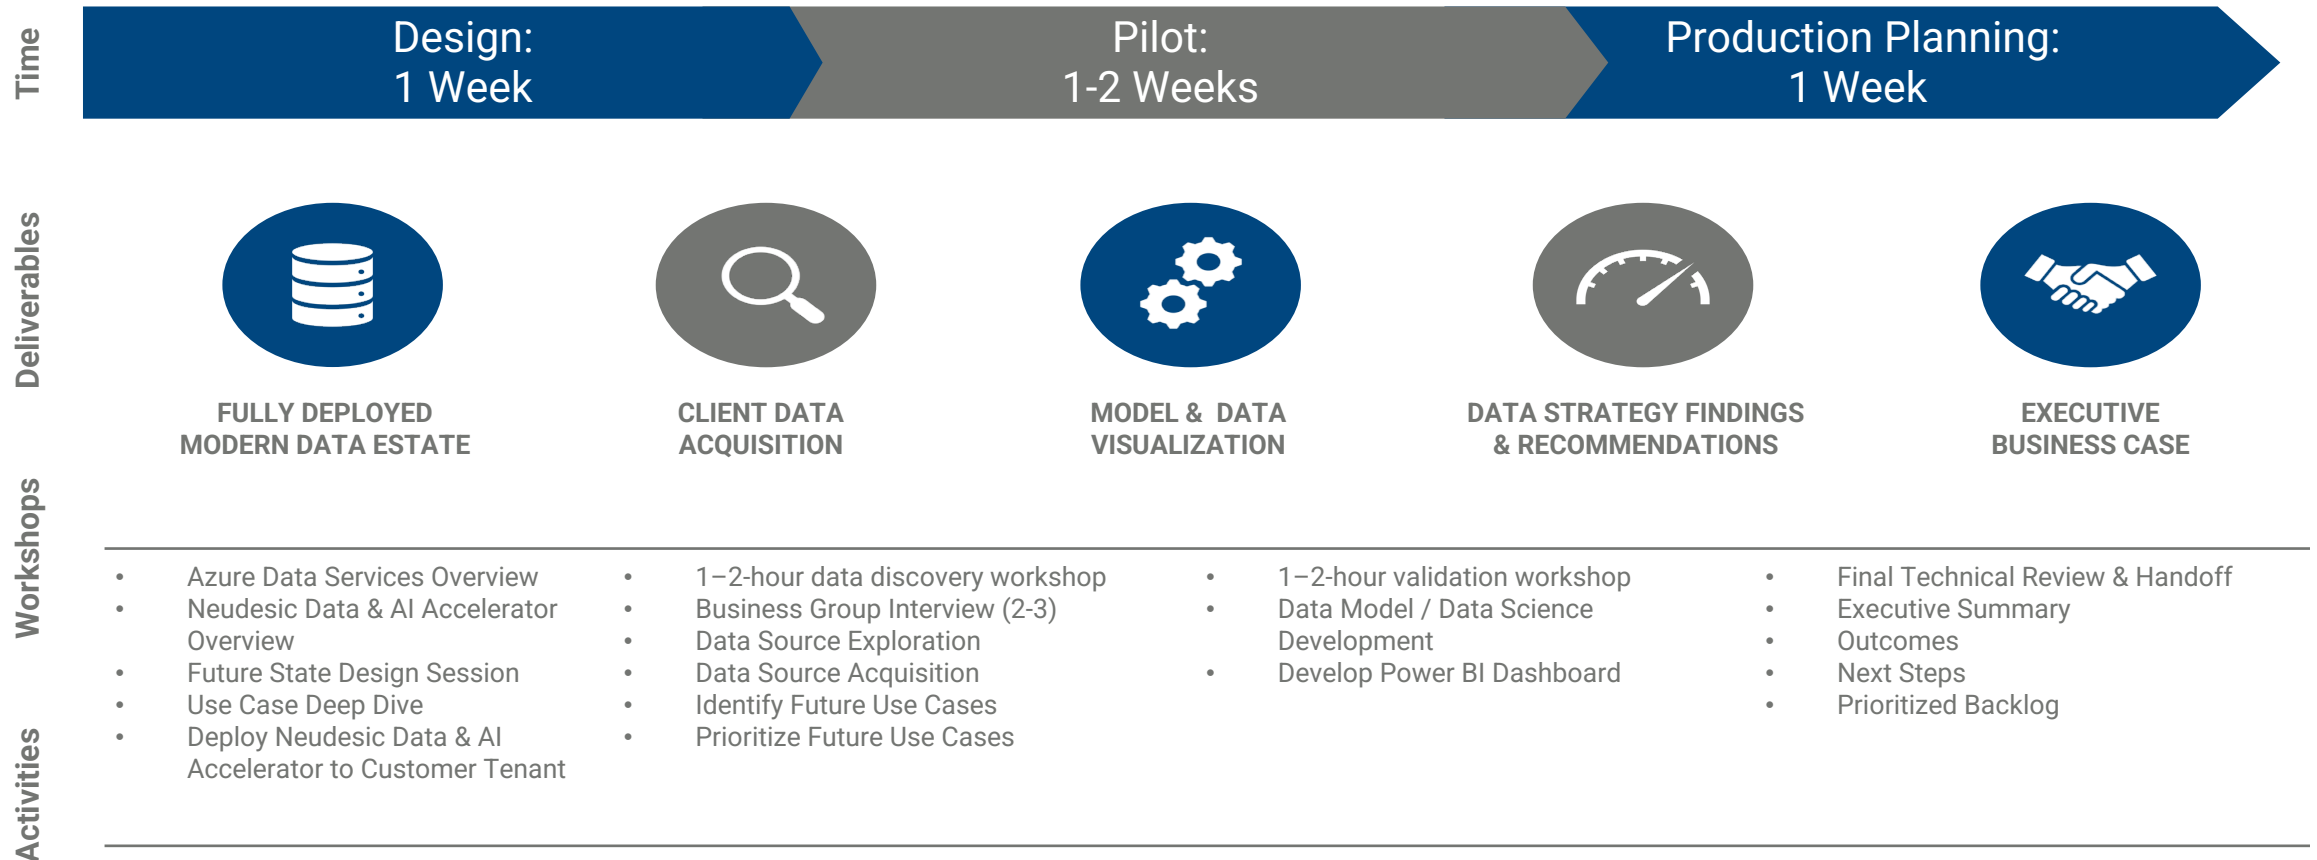 Time
Design:
1 Week
Pilot:
1-2 Weeks
Production Planning:
1 Week
Deliverables
FULLY DEPLOYED
MODERN DATA ESTATE
CLIENT DATA
ACQUISITION
MODEL & DATA
VISUALIZATION
DATA STRATEGY FINDINGS
& RECOMMENDATIONS
EXECUTIVE
BUSINESS CASE
Workshops
Activities
• Azure Data Services Overview
• Neudesic Data & AI Accelerator
Overview
• Future State Design Session
• Use Case Deep Dive
• Deploy Neudesic Data & AI
Accelerator to Customer Tenant
• 1–2-hour data discovery workshop
• Business Group Interview (2-3)
• Data Source Exploration
• Data Source Acquisition
• Identify Future Use Cases
• Prioritize Future Use Cases
• 1–2-hour validation workshop
• Data Model / Data Science
Development
• Develop Power BI Dashboard
• Final Technical Review & Handoff
• Executive Summary
• Outcomes
• Next Steps
• Prioritized Backlog